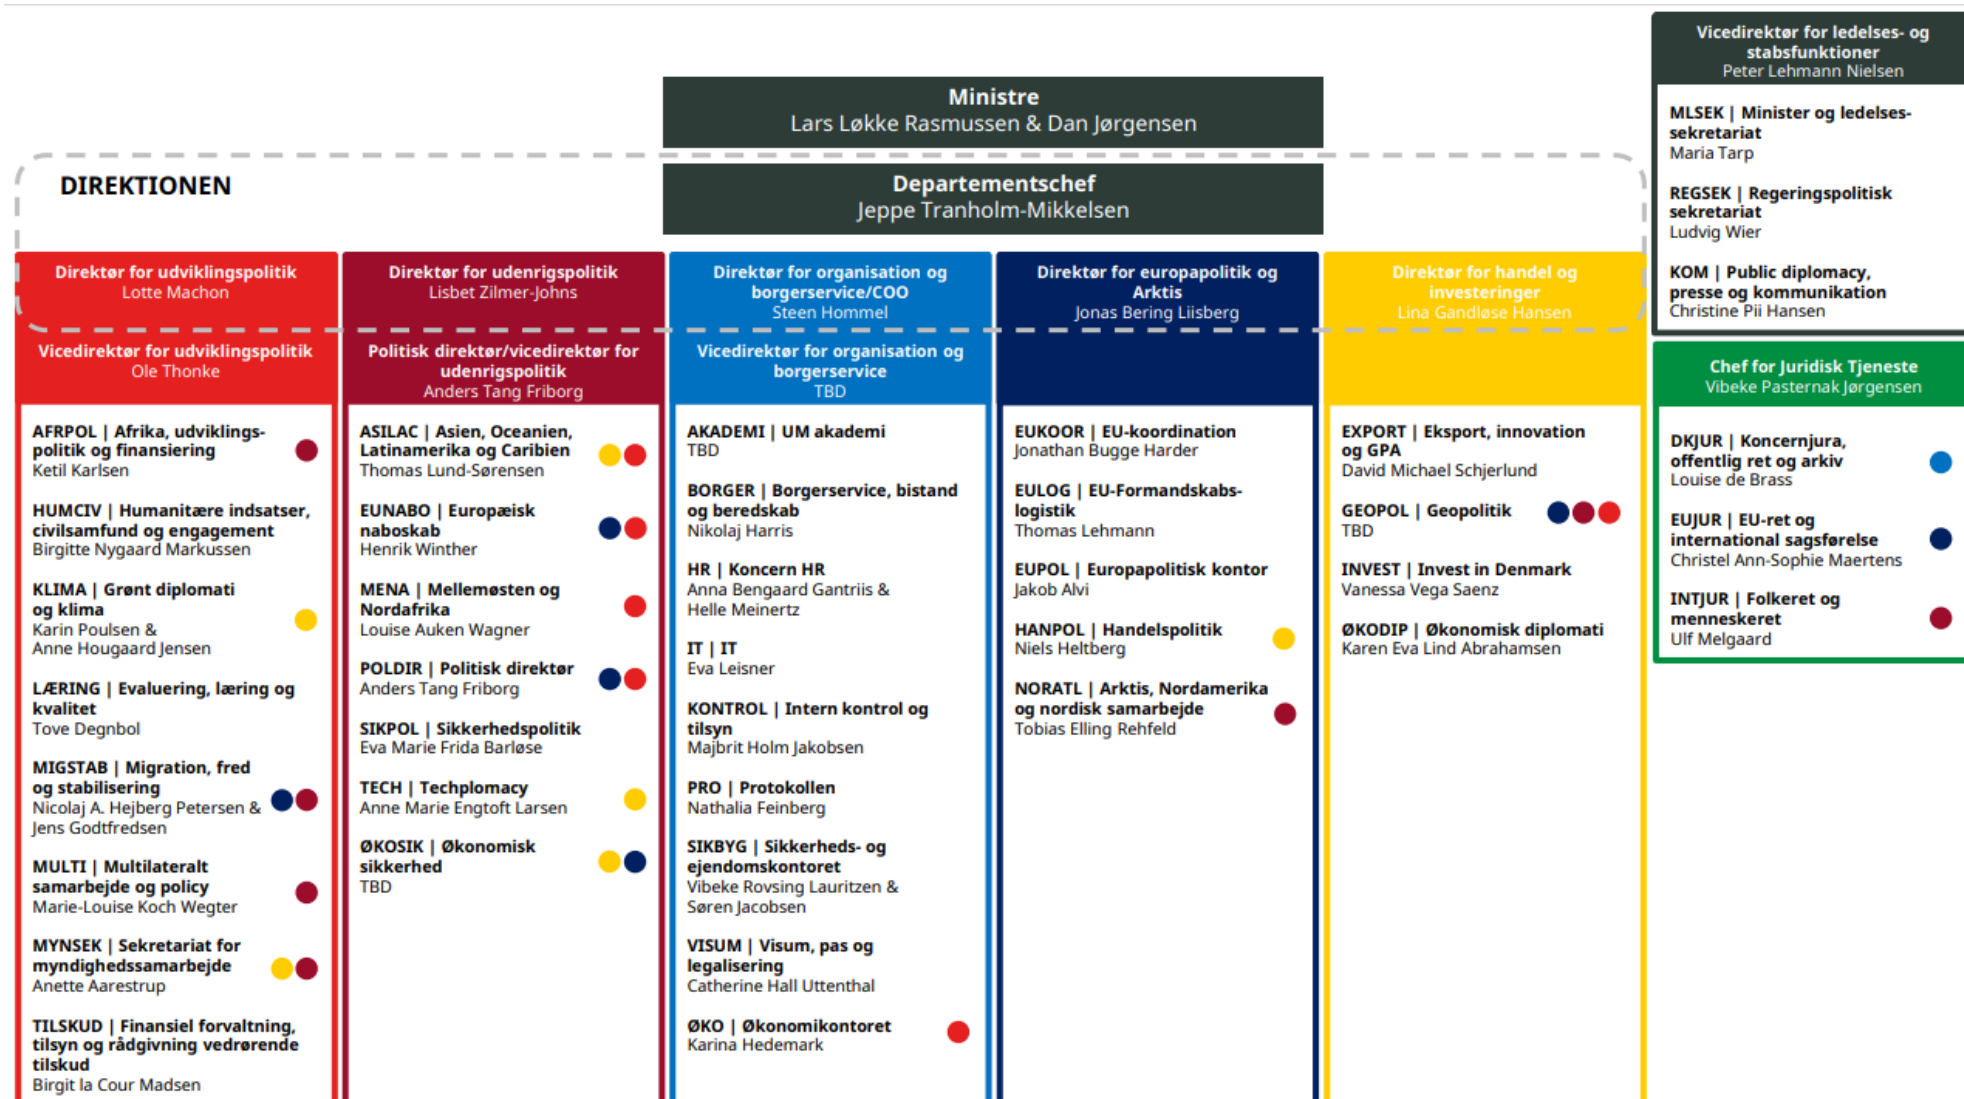 Ministre
Lars Løkke Rasmussen & Dan Jørgensen
DIREKTIONEN
Departementschef
Jeppe Tranholm-Mikkelsen
Direktør for udviklingspolitik
Lotte Machon
Vicedirektør for udviklingspolitik
Ole Thonke
AFRPOL | Afrika, udviklings-
politik og finansiering
Ketil Karlsen
HUMCIV | Humanitære indsatser,
civilsamfund og engagement
Birgitte Nygaard Markussen
KLIMA | Grønt diplomati
og klima
Karin Poulsen &
Anne Hougaard Jensen
LÆRING | Evaluering, læring og
kvalitet
Tove Degnbol
MIGSTAB | Migration, fred
og stabilisering
Nicolaj A. Hejberg Petersen &
Jens Godtfredsen
MULTI | Multilateralt
samarbejde og policy
Marie-Louise Koch Wegter
MYNSEK | Sekretariat for
myndighedssamarbejde
Anette Aarestrup
TILSKUD | Finansiel forvaltning,
tilsyn og rådgivning vedrørende
tilskud
Birgit la Cour Madsen
Direktør for udenrigspolitik
Lisbet Zilmer-Johns
Politisk direktør/vicedirektør for
udenrigspolitik
Anders Tang Friborg
ASILAC | Asien, Oceanien,
Latinamerika og Caribien
Thomas Lund-Sørensen
EUNABO | Europæisk
naboskab
Henrik Winther
MENA | Mellemøsten og
Nordafrika
Louise Auken Wagner
POLDIR | Politisk direktør
Anders Tang Friborg
SIKPOL | Sikkerhedspolitik
Eva Marie Frida Barløse
TECH | Techplomacy
Anne Marie Engtoft Larsen
ØKOSIK | Økonomisk
sikkerhed
TBD
Direktør for organisation og
borgerservice/COO
Steen Hommel
Vicedirektør for organisation og
borgerservice
TBD
AKADEMI | UM akademi
TBD
BORGER | Borgerservice, bistand
og beredskab
Nikolaj Harris
HR | Koncern HR
Anna Bengaard Gantriis &
Helle Meinertz
IT | IT
Eva Leisner
KONTROL | Intern kontrol og
tilsyn
Majbrit Holm Jakobsen
PRO | Protokollen
Nathalia Feinberg
SIKBYG | Sikkerheds- og
ejendomskontoret
Vibeke Rovsing Lauritzen &
Søren Jacobsen
VISUM | Visum, pas og
legalisering
Catherine Hall Uttenthal
ØKO | Økonomikontoret
Karina Hedemark
Direktør for europapolitik og
Arktis
Jonas Bering Liisberg
EUKOOR | EU-koordination
Jonathan Bugge Harder
EULOG | EU-Formandskabs-
logistik
Thomas Lehmann
EUPOL | Europapolitisk kontor
Jakob Alvi
HANPOL | Handelspolitik
Niels Heltberg
NORATL | Arktis, Nordamerika
og nordisk samarbejde
Tobias Elling Rehfeld
Direktør for handel og
investeringer
Lina Gandløse Hansen
EXPORT | Eksport, innovation
og GPA
David Michael Schjerlund
GEOPOL | Geopolitik
TBD
INVEST | Invest in Denmark
Vanessa Vega Saenz
ØKODIP | Økonomisk diplomati
Karen Eva Lind Abrahamsen
Vicedirektør for ledelses- og
stabsfunktioner
Peter Lehmann Nielsen
MLSEK | Minister og ledelses-
sekretariat
Maria Tarp
REGSEK | Regeringspolitisk
sekretariat
Ludvig Wier
KOM | Public diplomacy,
presse og kommunikation
Christine Pii Hansen
Chef for Juridisk Tjeneste
Vibeke Pasternak Jørgensen
DKJUR | Koncernjura,
offentlig ret og arkiv
Louise de Brass
EUJUR | EU-ret og
international sagsførelse
Christel Ann-Sophie Maertens
INTJUR | Folkeret og
menneskeret
Ulf Melgaard